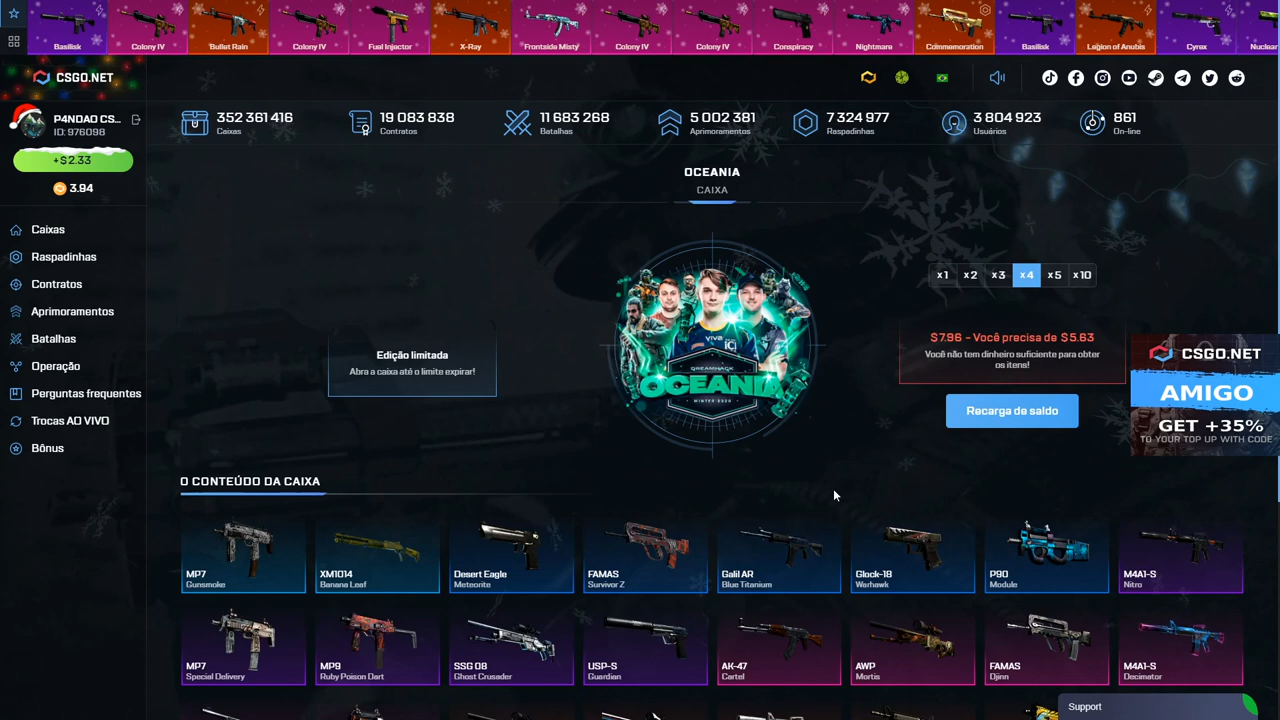 Basilisk
Colony IV
Bullet Rain
Colony IV
Fuel Injector
X-Ray
Frontside Misty
Colony IV
Colony IV
Conspiracy
Nightmare
Commemoration
Basilisk
Legion of Anubis
Cyrex
Nuclear
CSGO.NET
P4NDAO CS...
ID: 976098
+$2.33
3.94
352 361 416
Caixas
19 083 838
Contratos
11 683 268
Batalhas
5 002 381
Aprimoramentos
7 324 977
Raspadinhas
3 804 923
Usuários
861
On-line
Caixas
Raspadinhas
Contratos
Aprimoramentos
Batalhas
Operação
Perguntas frequentes
Trocas AO VIVO
Bônus
OCEANIA
CAIXA
x1
x2
x3
x4
x5
x10
Edição limitada
Abra a caixa até o limite expirar!
VIVA
DREAMHACK
OCEANIA
WINTER 2020
$7.96 - Você precisa de $5.63
Você não tem dinheiro suficiente para obter
os itens!
Recarga de saldo
CSGO.NET
AMIGO
GET +35%
TO YOUR TOP UP WITH CODE
O CONTEÚDO DA CAIXA
MP7
Gunsmoke
XM1014
Banana Leaf
Desert Eagle
Meteorite
FAMAS
Survivor Z
Galil AR
Blue Titanium
Glock-18
Warhawk
P90
Module
M4A1-S
Nitro
MP7
Special Delivery
MP9
Ruby Poison Dart
SSG 08
Ghost Crusader
USP-S
Guardian
AK-47
Cartel
AWP
Mortis
FAMAS
Djinn
M4A1-S
Decimator
Support